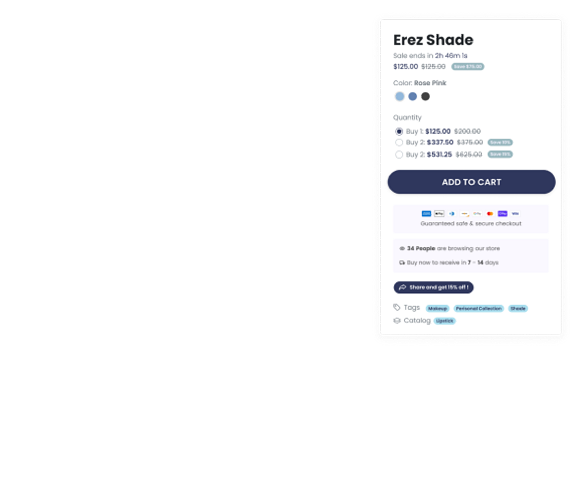 Erez Shade
Sale ends in 2h 46m 1s
$125.00 $125.00 Save $75.00
Color: Rose Pink
Quantity
Buy 1: $125.00 $200.00
Buy 2: $337.50 $375.00 Save 10%
Buy 2: $531.25 $625.00 Save 15%
ADD TO CART
Guaranteed safe & secure checkout
34 People are browsing our store
Buy now to receive in 7 - 14 days
Share and get 15% off !
Tags Makeup Personal Collection Shade
Catalog Lipstick